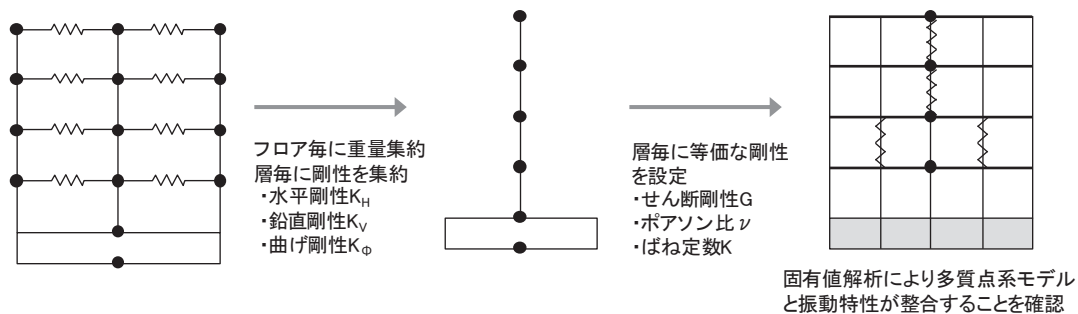 フロア毎に重量集約
層毎に剛性を集約
・水平剛性KH
・鉛直剛性KV
・曲げ剛性KΦ
層毎に等価な剛性
を設定
・せん断剛性G
・ポアソン比ν
・ばね定数K
固有値解析により多質点系モデル
と振動特性が整合することを確認